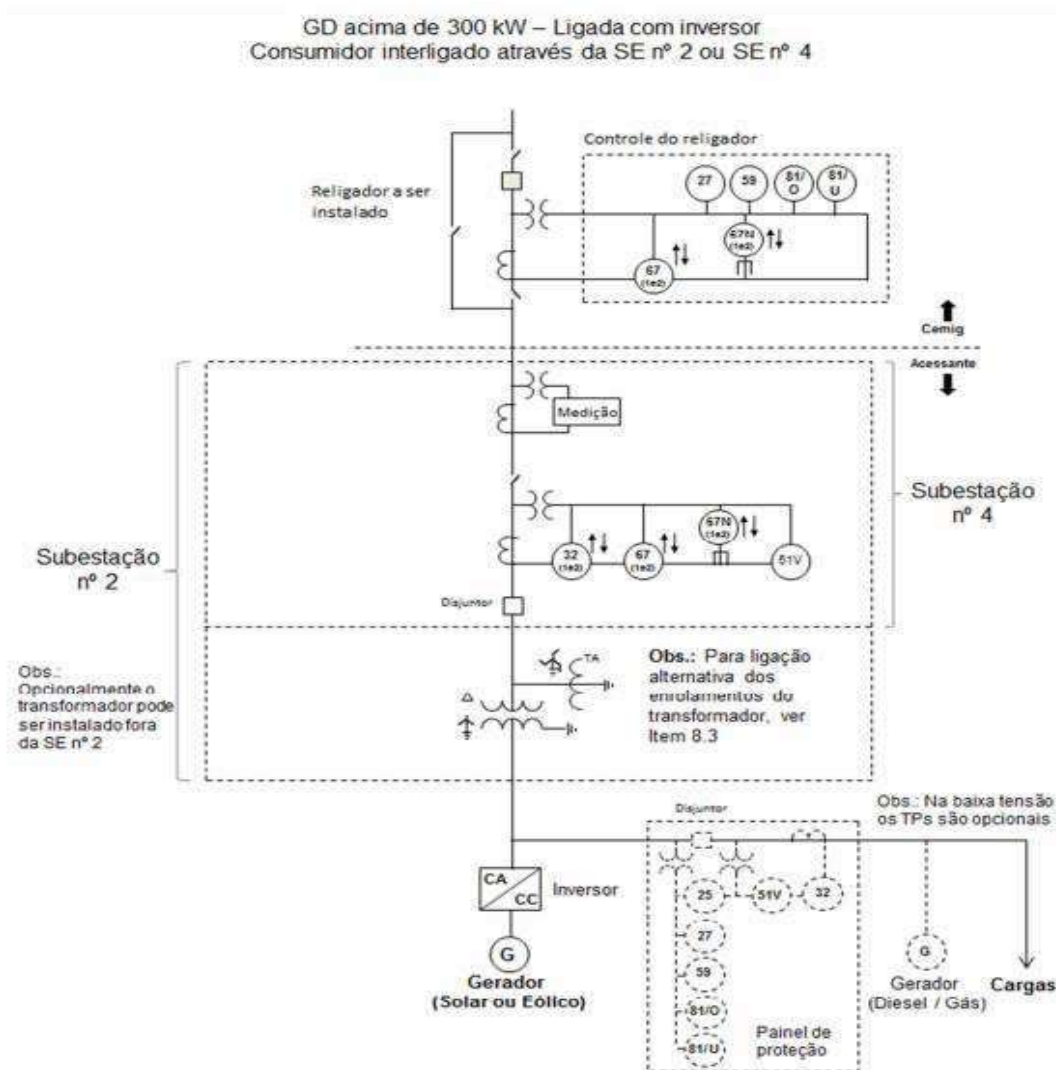 GD acima de 300 kW – Ligada com inversor
Consumidor interligado através da SE nº 2 ou SE nº 4
Controle do religador
Religador a ser
instalado
27
59
81/
O
81/
U
67N
(1e2)
67
(1e2)
Cemig
Acessante
Medição
Subestação
nº 4
Subestação
nº 2
67N
(1e2)
32
(1e2)
67
(1e2)
51V
Disjuntor
Obs.:
Opcionalmente o
transformador pode
ser instalado fora
da SE nº 2
TA
Δ
Obs.: Para ligação
alternativa dos
enrolamentos do
transformador, ver
Item 8.3
Disjuntor
Obs.: Na baixa tensão
os TPs são opcionais
CA
CC
Inversor
G
Gerador
(Solar ou Eólico)
25
51V
32
27
59
81/O
81/U
Painel de
proteção
G
Gerador
(Diesel / Gás)
Cargas